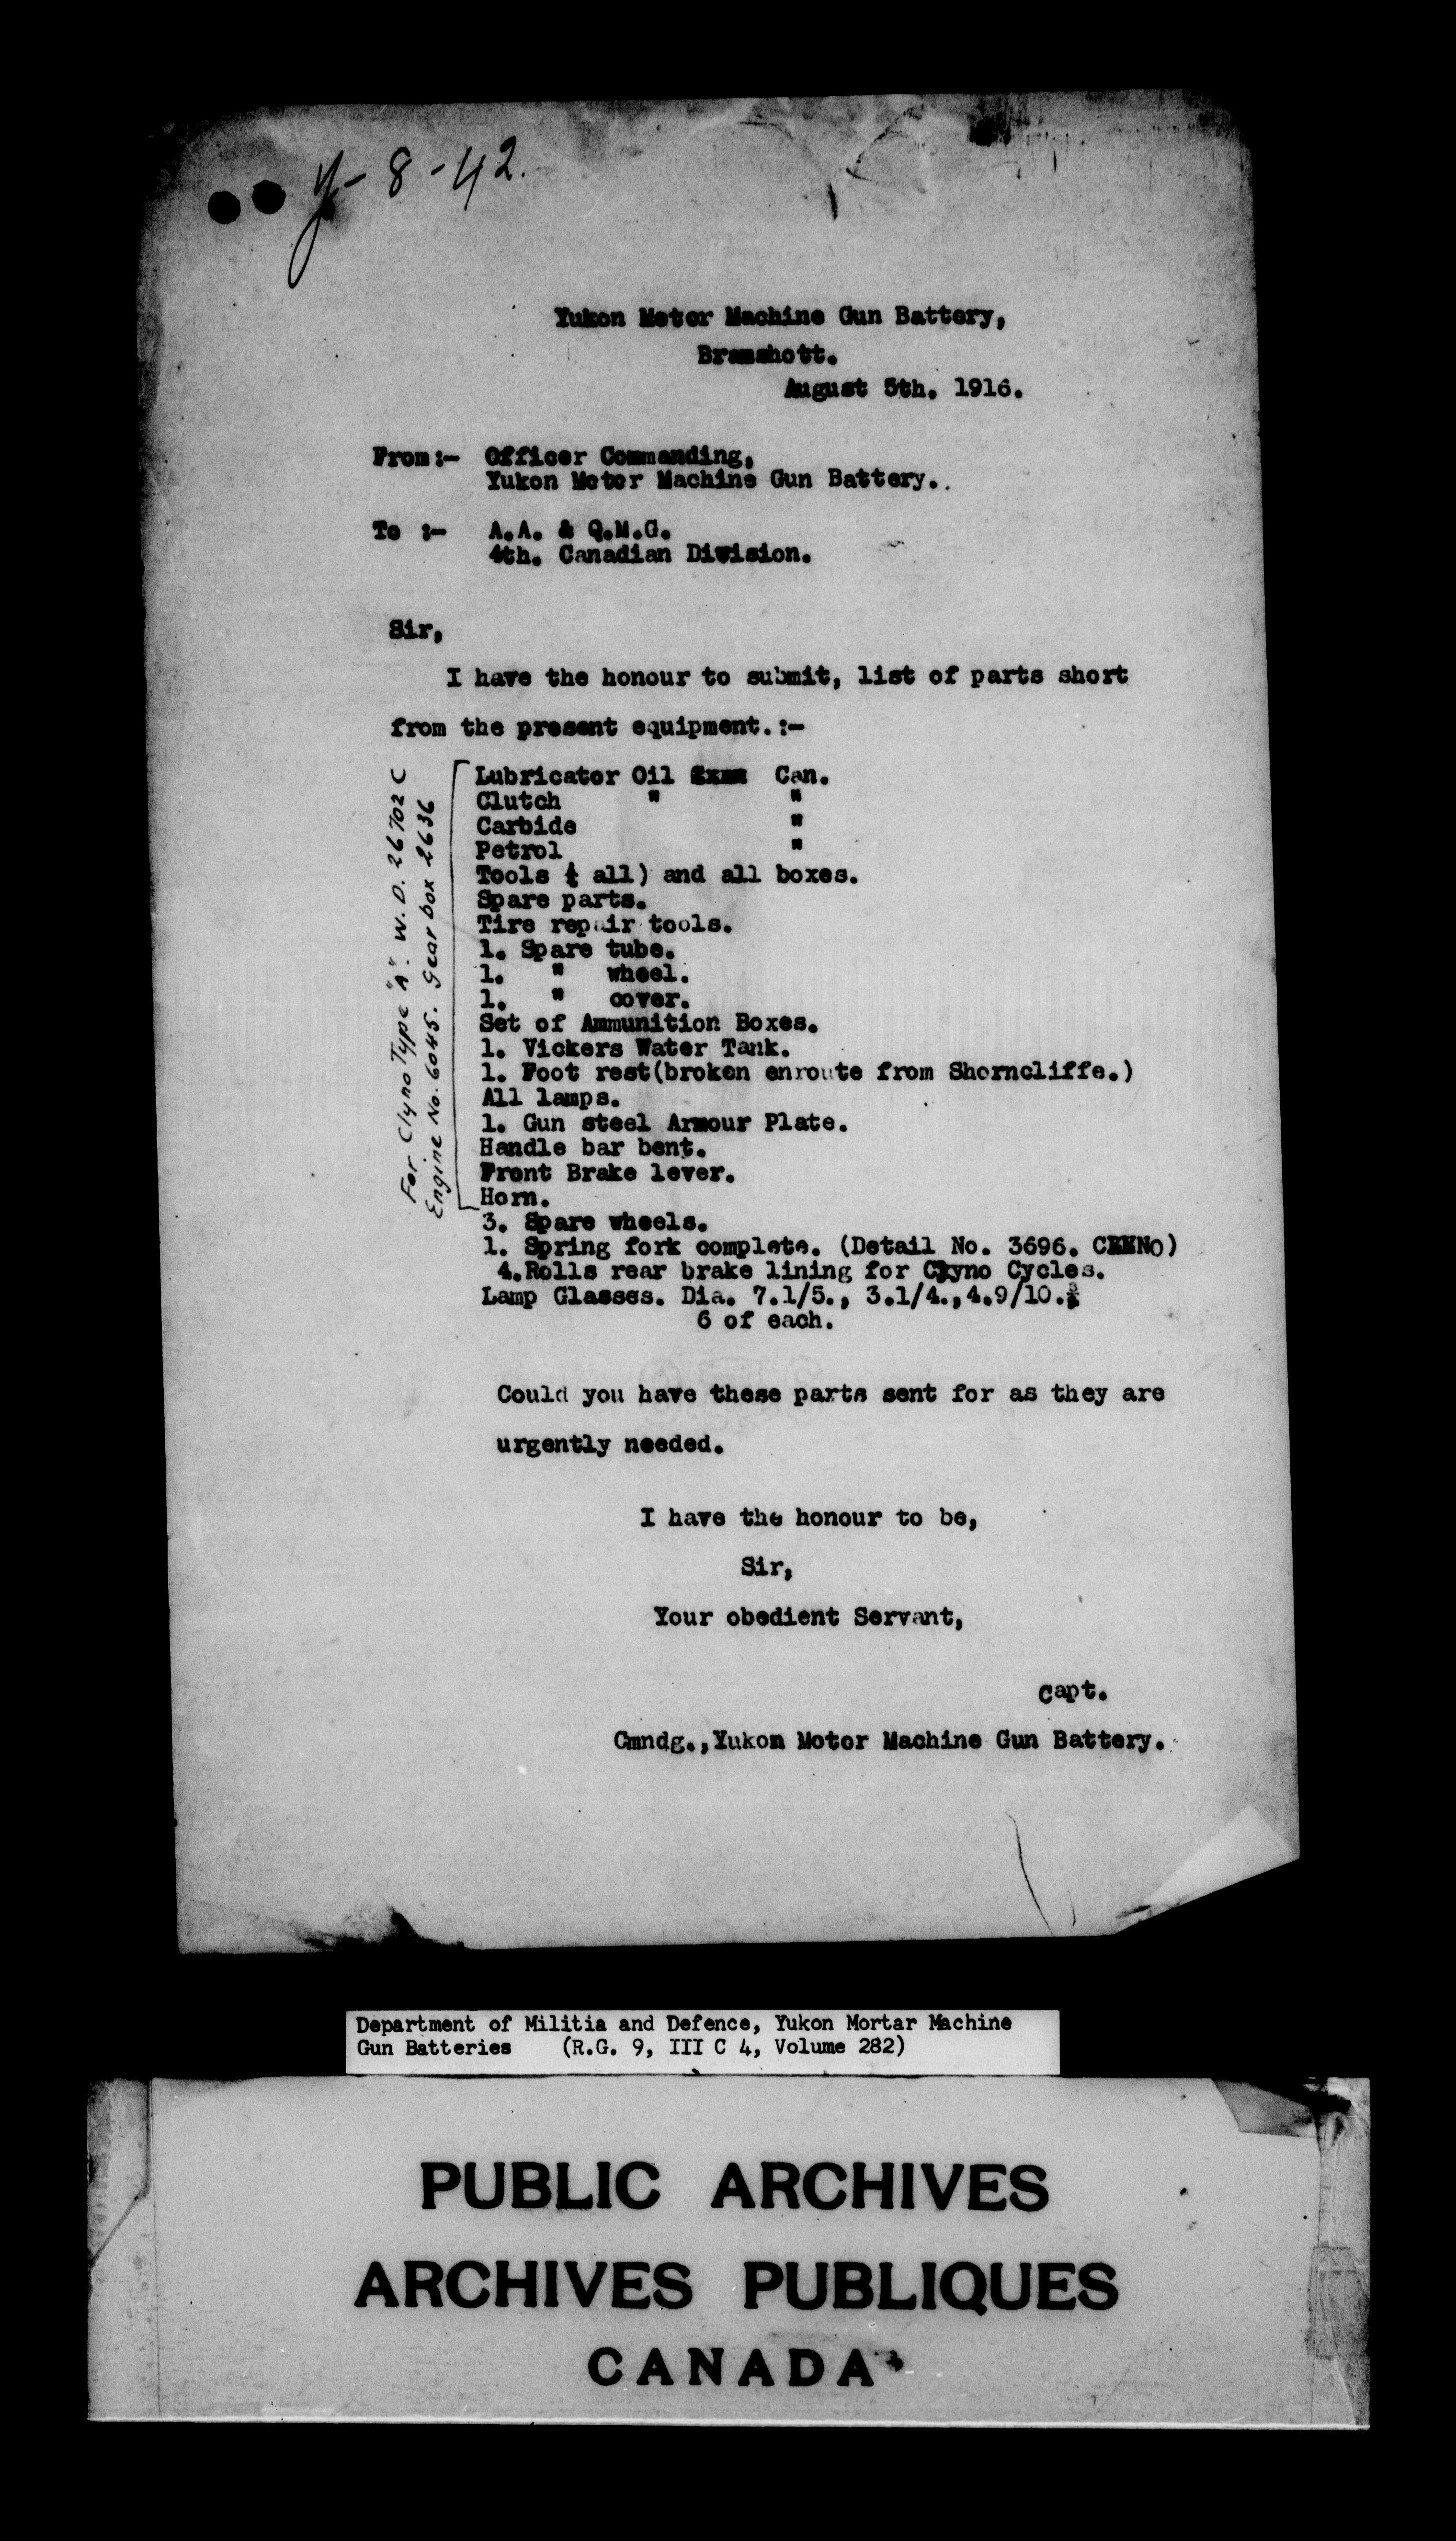 y-8-42.
Yukon Motor Machine Gun Battery,
Bramshott.
August 5th. 1916.
From:- Officer Commanding,
Yukon Motor Machine Gun Battery..
To :- A.A. & Q.M.G.
4th. Canadian Division.
Sir,
I have the honour to submit, list of parts short
from the present equipment.:-
For Clyno Type "A". W.D. 26702 C
Engine No. 6045. Gear box 2636
Lubricator Oil Can.
Clutch " "
Carbide "
Petrol "
Tools ( all) and all boxes.
Spare parts.
Tire repair tools.
1. Spare tube.
1. " wheel.
1. " cover.
Set of Ammunition Boxes.
1. Vickers Water Tank.
1. Foot rest(broken enroute from Shorncliffe.)
All lamps.
1. Gun steel Armour Plate.
Handle bar bent.
Front Brake lever.
Horn.
3. Spare wheels.
1. Spring fork complete. (Detail No. 3696. CLYNO)
4.Rolls rear brake lining for Clyno Cycles.
Lamp Glasses. Dia. 7.1/5., 3.1/4.,4.9/10.
6 of each.
Could you have these parts sent for as they are
urgently needed.
I have the honour to be,
Sir,
Your obedient Servant,
Capt.
Cmndg.,Yukon Motor Machine Gun Battery.
Department of Militia and Defence, Yukon Mortar Machine
Gun Batteries (R.G. 9, III C 4, Volume 282)
PUBLIC ARCHIVES
ARCHIVES PUBLIQUES
CANADA